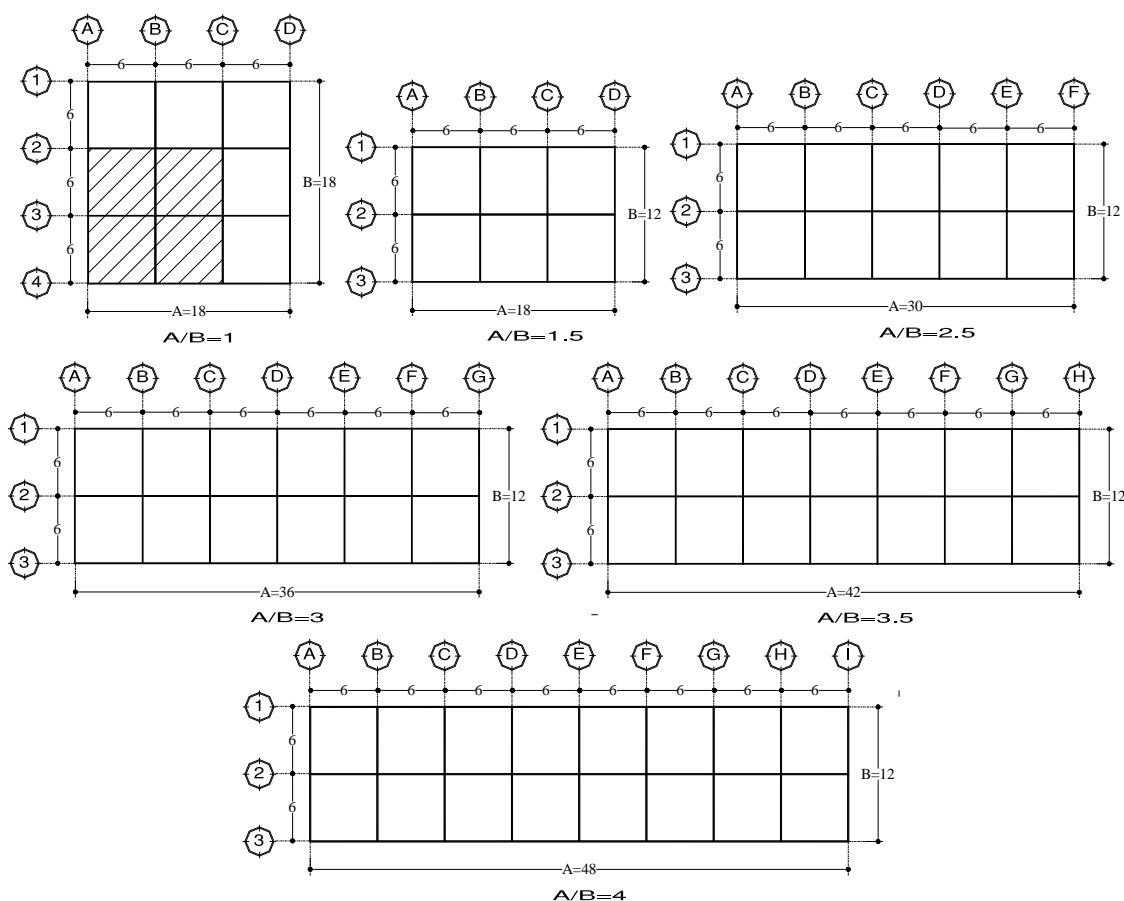 A B C D
6 6 6
1
6
2
6
3
6
4
B=18
A=18
A/B=1
A B C D
6 6 6
1
6
2
6
3
B=12
A=18
A/B=1.5
A B C D E F
6 6 6 6 6
1
6
2
6
3
B=12
A=30
A/B=2.5
A B C D E F G
6 6 6 6 6 6
1
6
2
6
3
B=12
A=36
A/B=3
A B C D E F G H
6 6 6 6 6 6 6
1
6
2
6
3
B=12
A=42
A/B=3.5
A B C D E F G H I
6 6 6 6 6 6 6 6
1
6
2
6
3
B=12
A=48
A/B=4